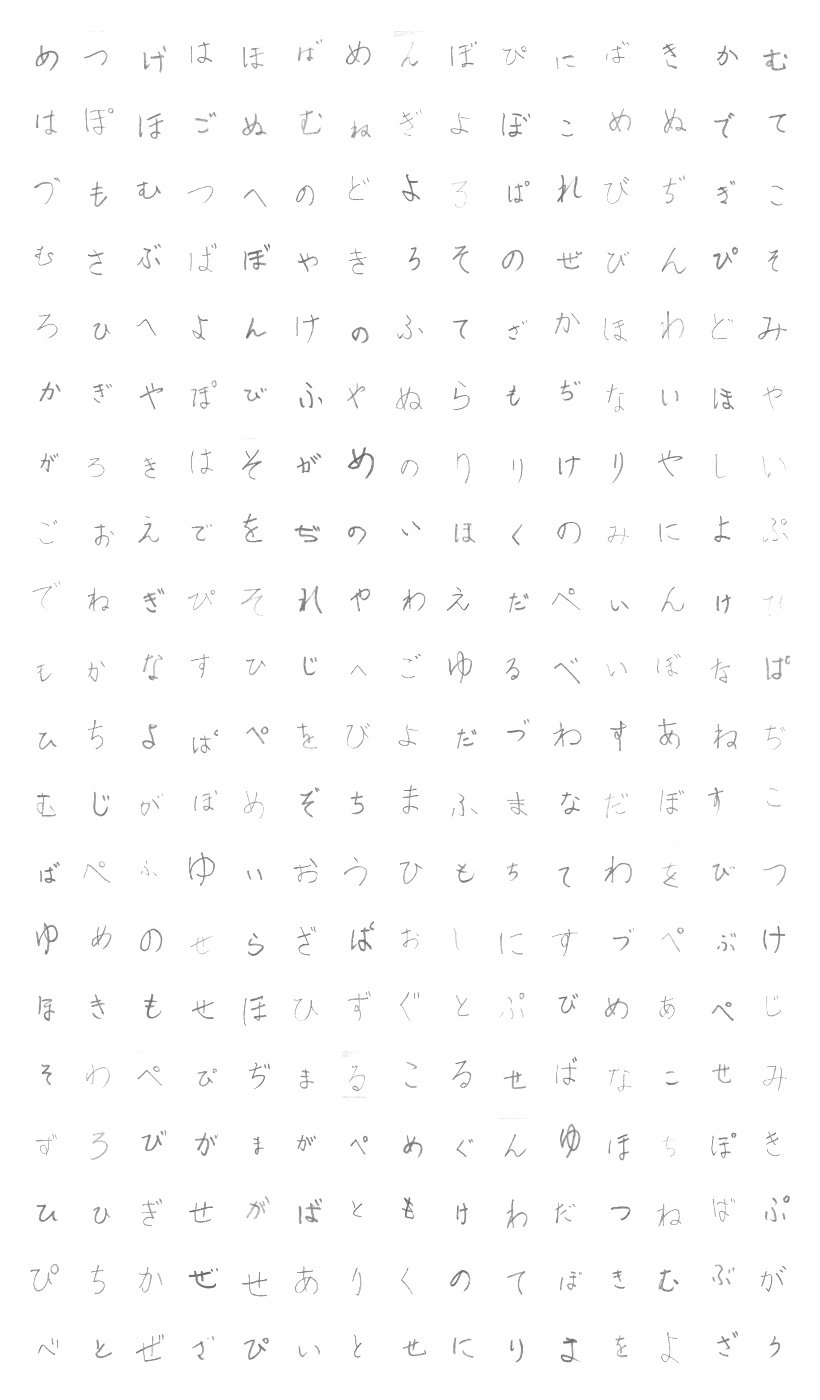 めつげはほばめんぼぴにばきかむ
はぽほごぬむねぎよぼこめぬでて
づもむつへのどよろぱれびぢぎこ
むさぶばぼやきろそのぜびんぴそ
ろひへよんけのふてざかほわどみ
かぎやぽびふやぬらもぢないほや
がろきはそがめのりりけりやしい
ごおえでをぢのいほくのみによぷ
でねぎぴそれやわえだぺいんけひ
もかなすひじへごゆるべいぼなぱ
ひちよぱぺをびよだづわすあねぢ
むじがぼめぞちまふまなだぼすこ
ばぺふゆいおうひもちてわをびつ
ゆめのせらざぱおしにすづぺぶけ
ほきもせほひずぐとぷびめあぺじ
そわぺぴぢまるこるせばなこせみ
ずろびがまがぺめぐんゆほちぽき
ひひぎせがばともけわだつねばぷ
ぴちかぜせありくのてぼきむぶが
べとぜざぴいとせにりまをよざう